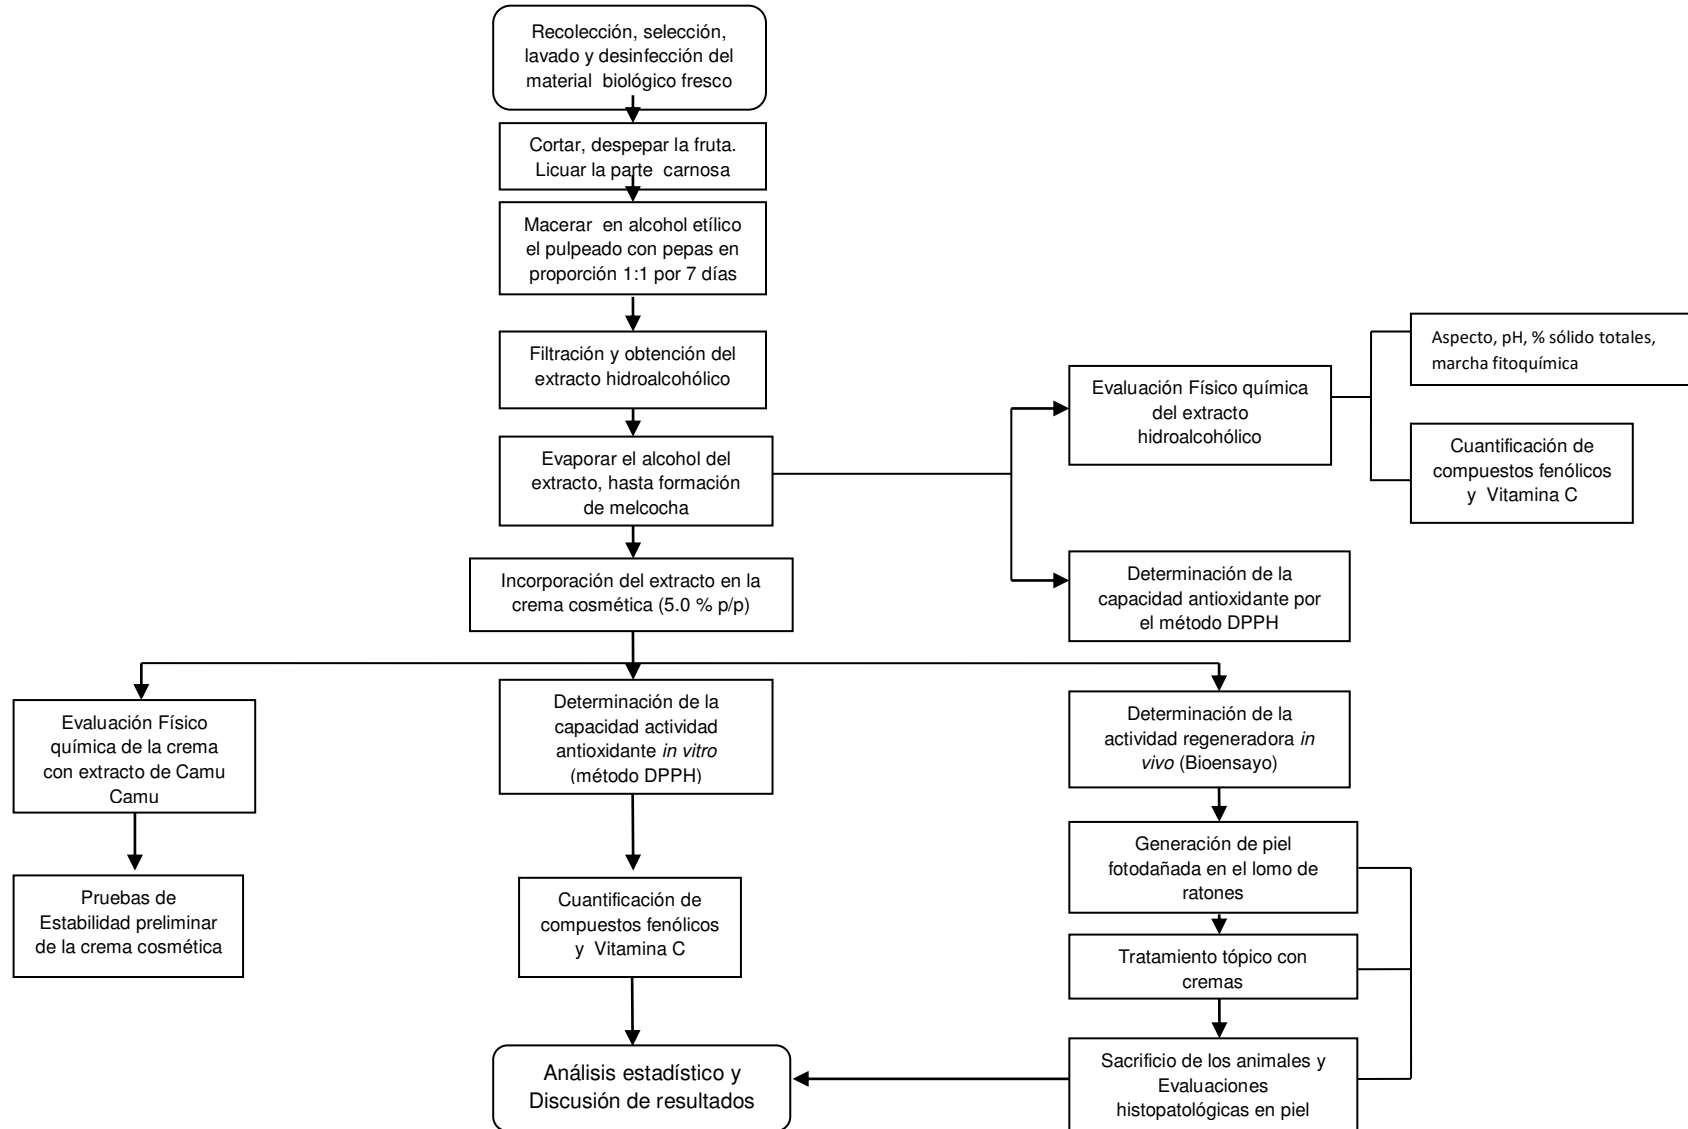 Recolección, selección,
lavado y desinfección del
material biológico fresco
Cortar, despepar la fruta.
Licuar la parte carnosa
Macerar en alcohol etílico
el pulpeado con pepas en
proporción 1:1 por 7 días
Filtración y obtención del
extracto hidroalcohólico
Evaporar el alcohol del
extracto, hasta formación
de melcocha
Evaluación Físico química
del extracto
hidroalcohólico
Aspecto, pH, % sólido totales,
marcha fitoquímica
Cuantificación de
compuestos fenólicos
y Vitamina C
Determinación de la
capacidad antioxidante por
el método DPPH
Incorporación del extracto en la
crema cosmética (5.0 % p/p)
Evaluación Físico
química de la crema
con extracto de Camu
Camu
Pruebas de
Estabilidad preliminar
de la crema cosmética
Determinación de la
capacidad actividad
antioxidante in vitro
(método DPPH)
Cuantificación de
compuestos fenólicos
y Vitamina C
Determinación de la
actividad regeneradora in
vivo (Bioensayo)
Generación de piel
fotodañada en el lomo de
ratones
Tratamiento tópico con
cremas
Sacrificio de los animales y
Evaluaciones
histopatológicas en piel
Análisis estadístico y
Discusión de resultados